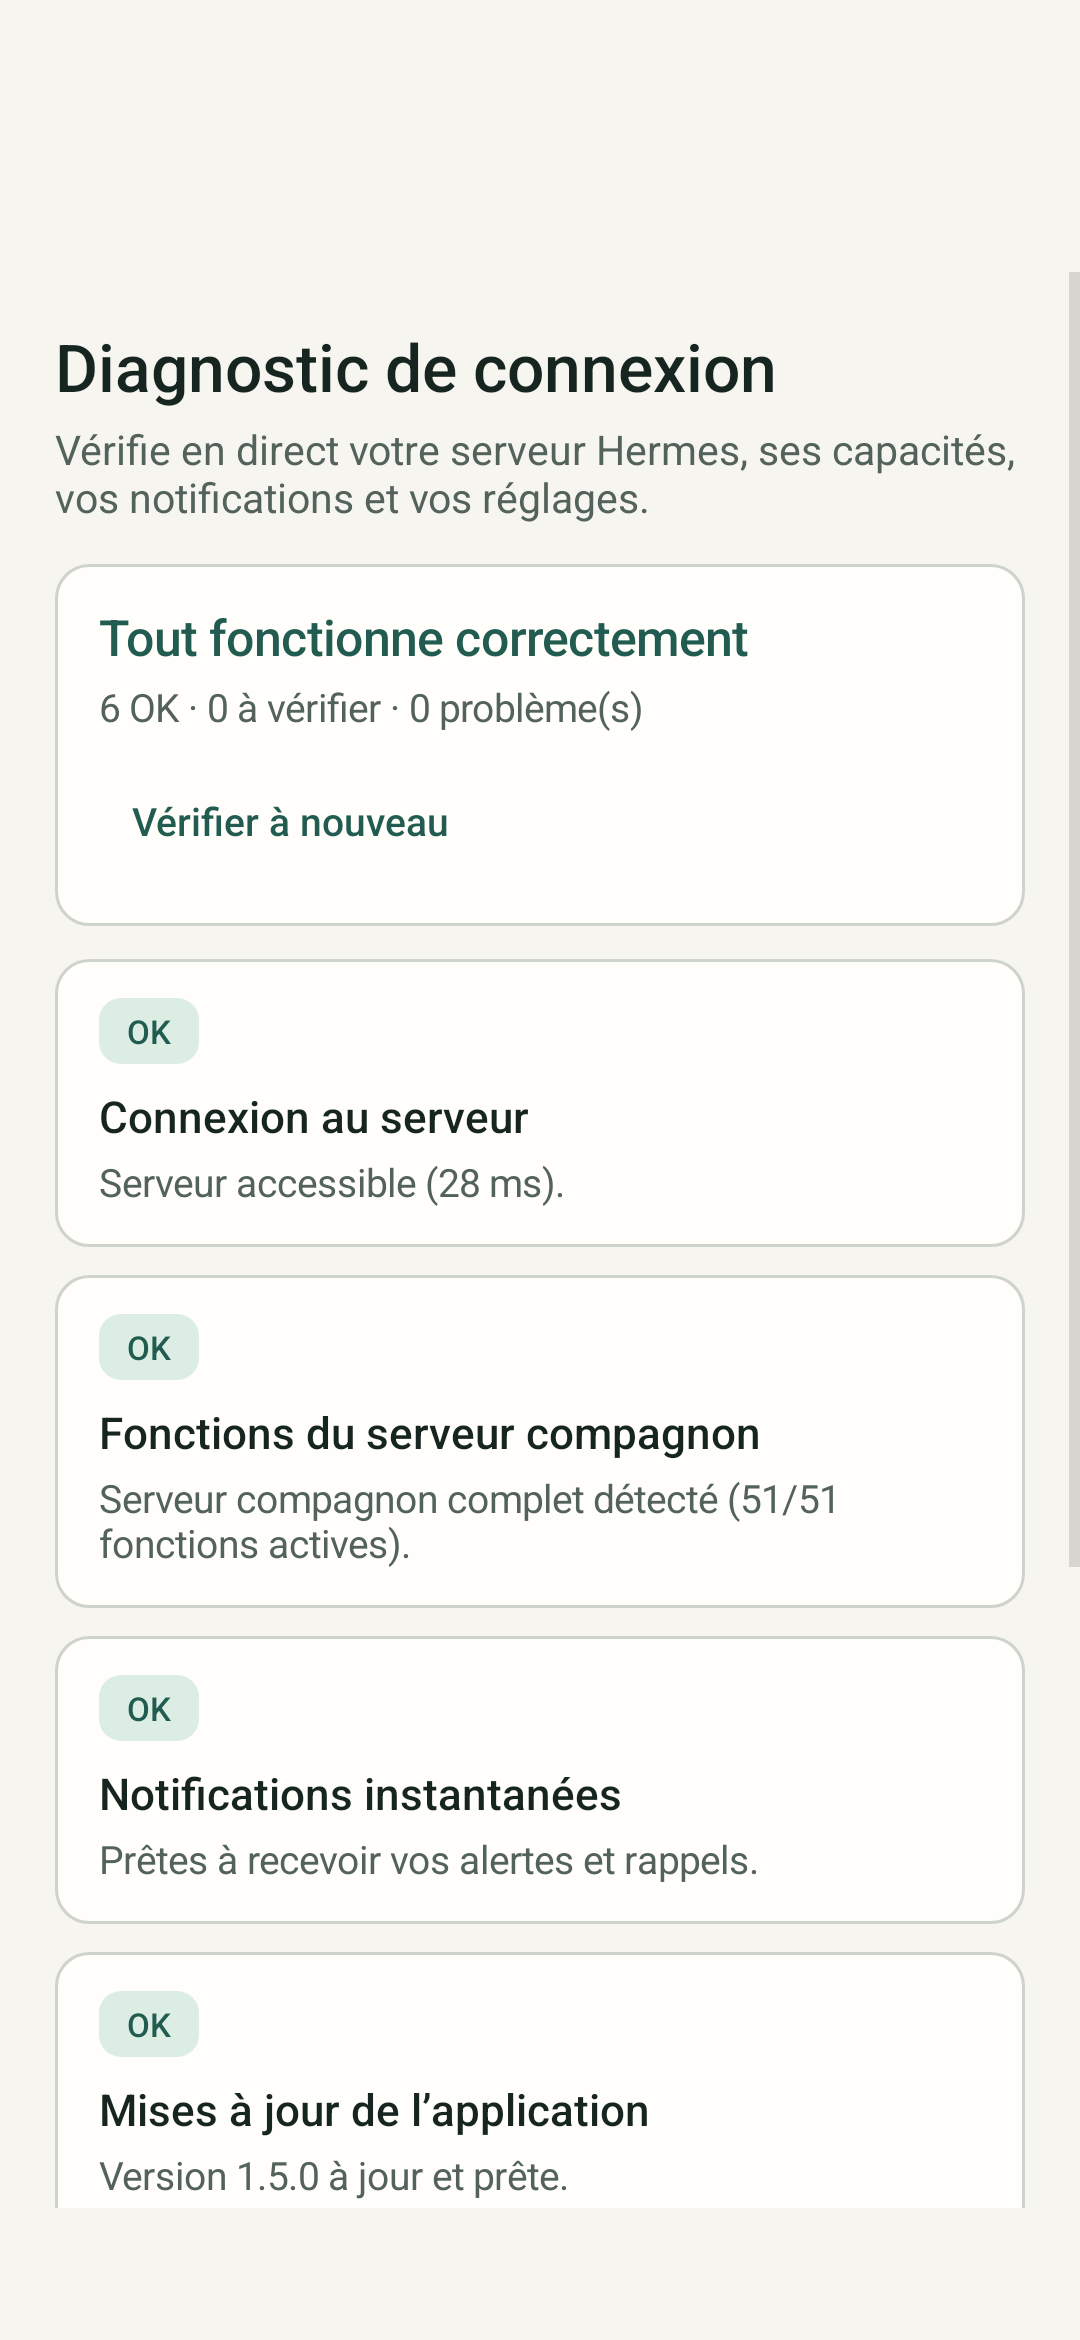 Diagnostic de connexion
Vérifie en direct votre serveur Hermes, ses capacités,
vos notifications et vos réglages.
Tout fonctionne correctement
6 OK · 0 à vérifier · 0 problème(s)
Vérifier à nouveau
OK
Connexion au serveur
Serveur accessible (28 ms).
OK
Fonctions du serveur compagnon
Serveur compagnon complet détecté (51/51
fonctions actives).
OK
Notifications instantanées
Prêtes à recevoir vos alertes et rappels.
OK
Mises à jour de l’application
Version 1.5.0 à jour et prête.